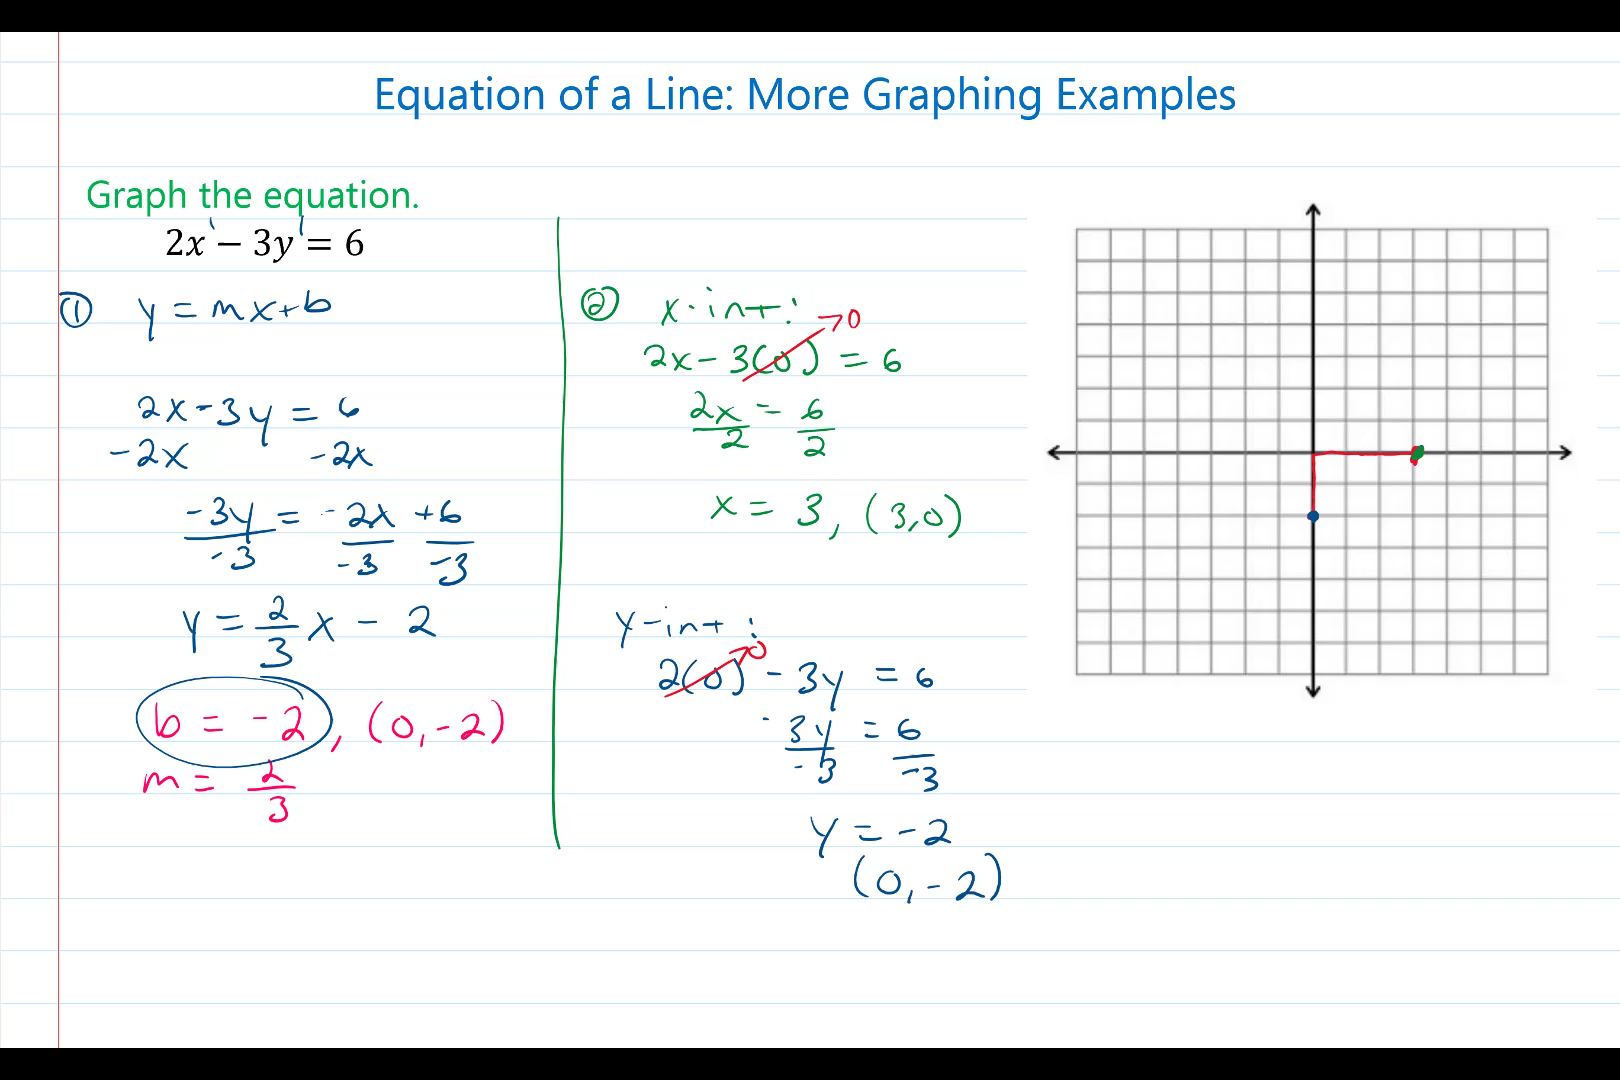 Equation of a Line: More Graphing Examples
Graph the equation.
2x - 3y = 6
① y = mx+b
2x - 3y = 6
-2x -2x
-3y/-3 = -2x/-3 +6/-3
y = 2/3 x - 2
b = -2, (0,-2)
m = 2/3
② x-int:
2x - 3(0) = 6
→0
2x/2 = 6/2
x = 3, (3,0)
y-int:
2(0) - 3y = 6
→0
-3y/-3 = 6/-3
y = -2
(0,-2)